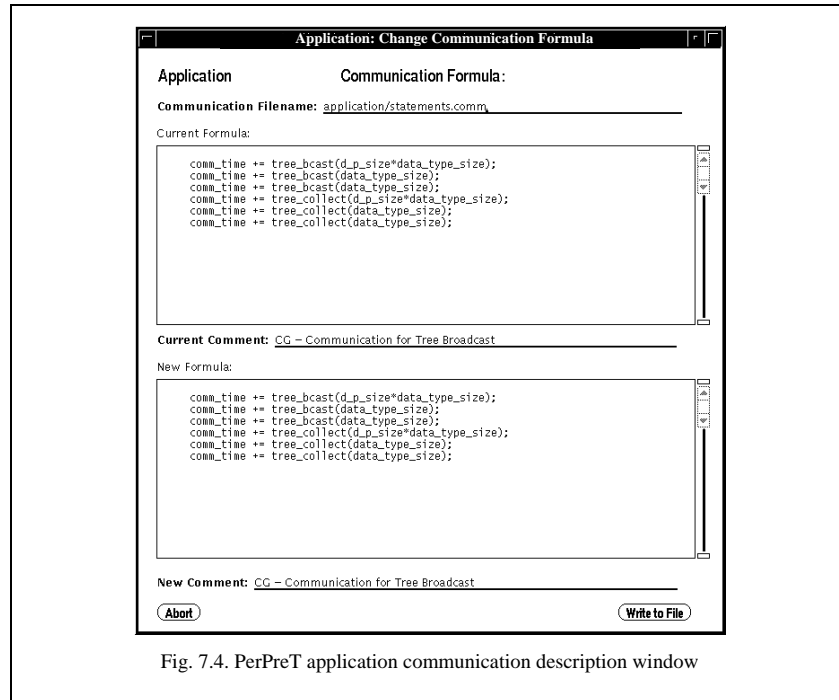 Application: Change Communication Formula
Application Communication Formula:
Communication Filename: application/statements.comm
Current Formula:
comm_time += tree_bcast(d_p_size*data_type_size);
comm_time += tree_bcast(data_type_size);
comm_time += tree_bcast(data_type_size);
comm_time += tree_collect(d_p_size*data_type_size);
comm_time += tree_collect(data_type_size);
comm_time += tree_collect(data_type_size);
Current Comment: CG – Communication for Tree Broadcast
New Formula:
comm_time += tree_bcast(d_p_size*data_type_size);
comm_time += tree_bcast(data_type_size);
comm_time += tree_bcast(data_type_size);
comm_time += tree_collect(d_p_size*data_type_size);
comm_time += tree_collect(data_type_size);
comm_time += tree_collect(data_type_size);
New Comment: CG – Communication for Tree Broadcast
Abort Write to File
Fig. 7.4. PerPreT application communication description window